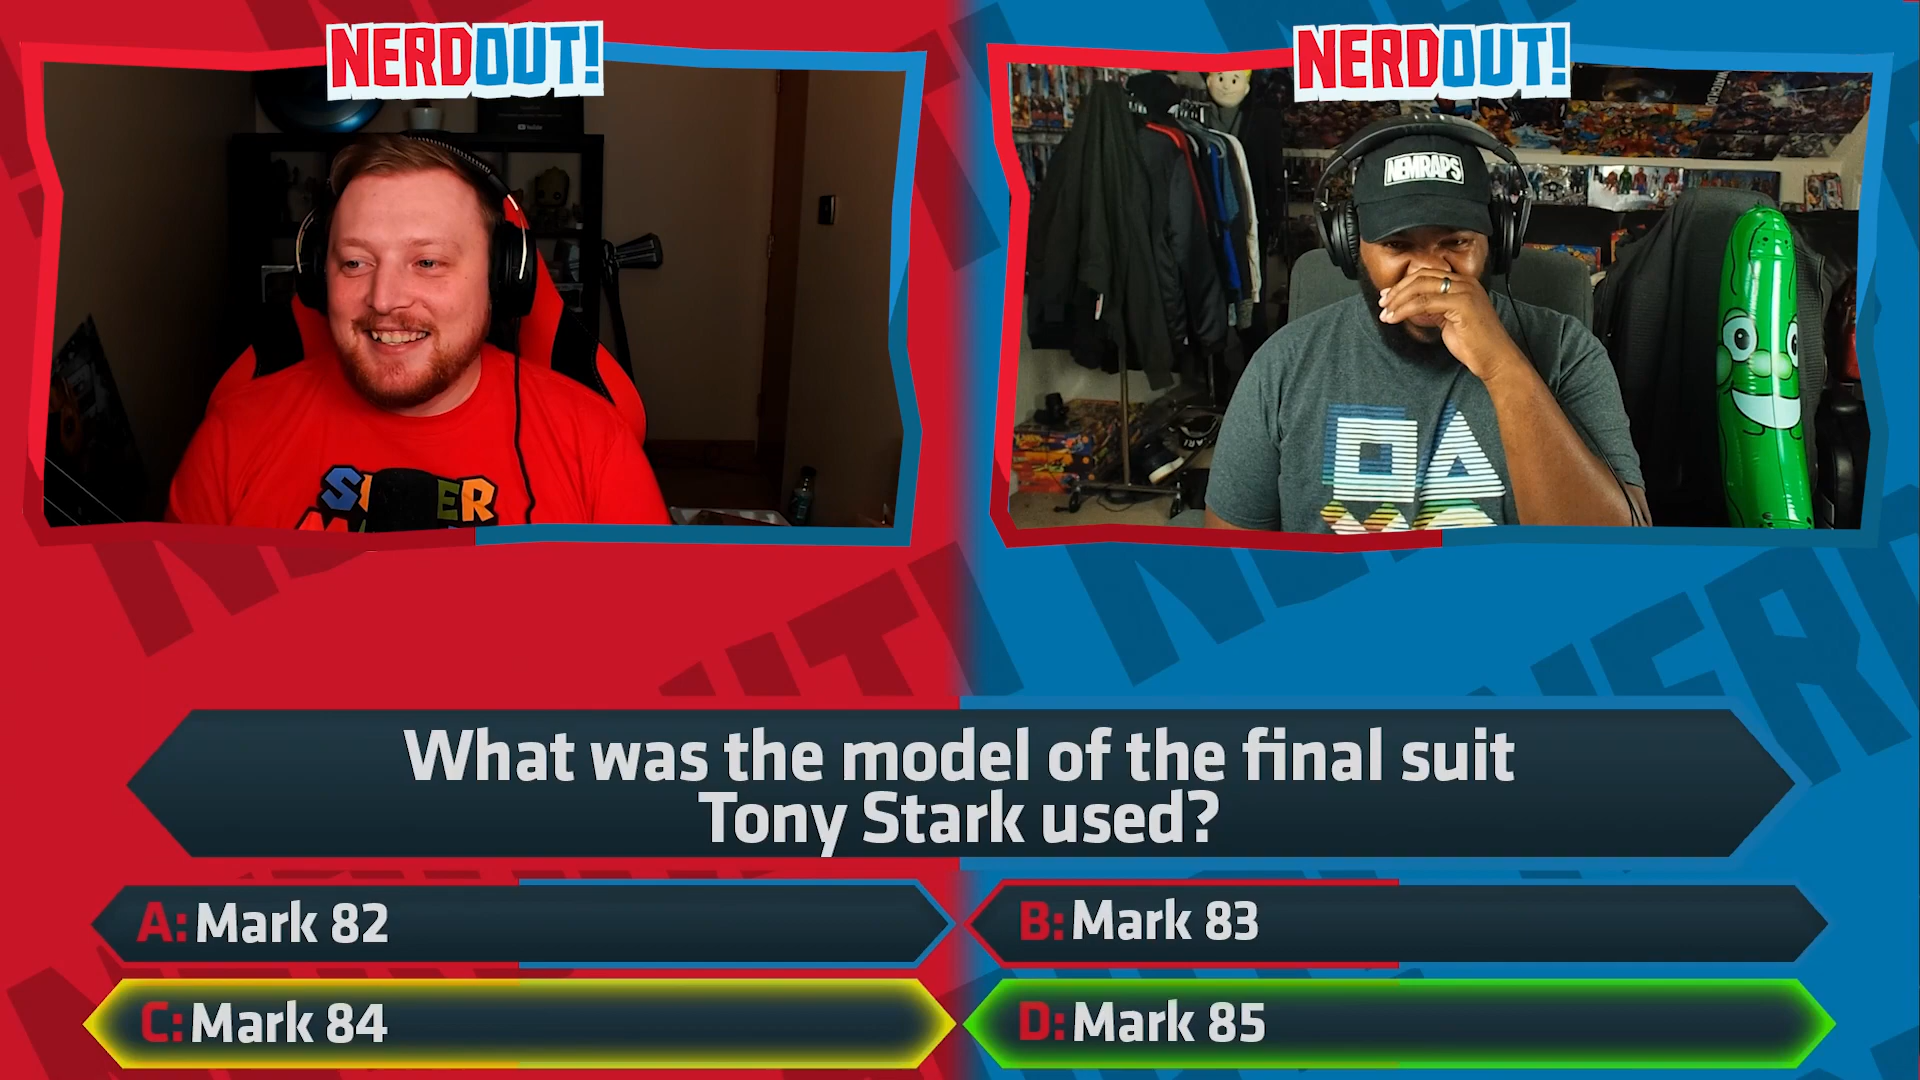 NERDOUT!
NERDOUT!
NEMRAPS
What was the model of the final suit
Tony Stark used?
A: Mark 82
B: Mark 83
C: Mark 84
D: Mark 85